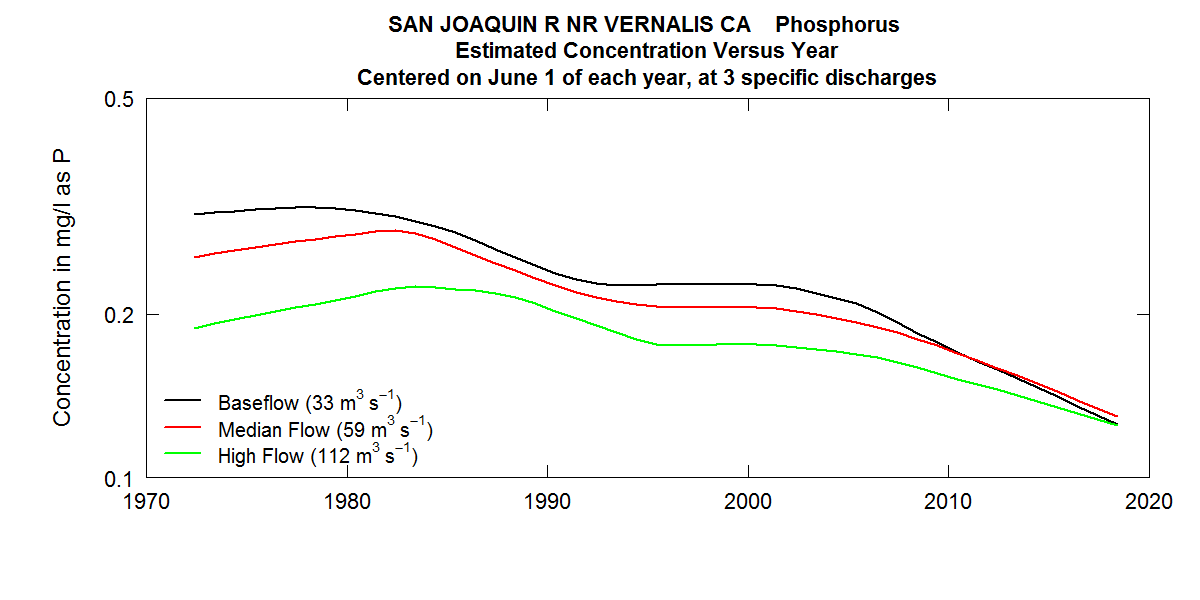 SAN JOAQUIN R NR VERNALIS CA Phosphorus
Estimated Concentration Versus Year
Centered on June 1 of each year, at 3 specific discharges
Concentration in mg/l as P
0.5
0.2
0.1
Baseflow (33 m³ s⁻¹)
Median Flow (59 m³ s⁻¹)
High Flow (112 m³ s⁻¹)
1970 1980 1990 2000 2010 2020